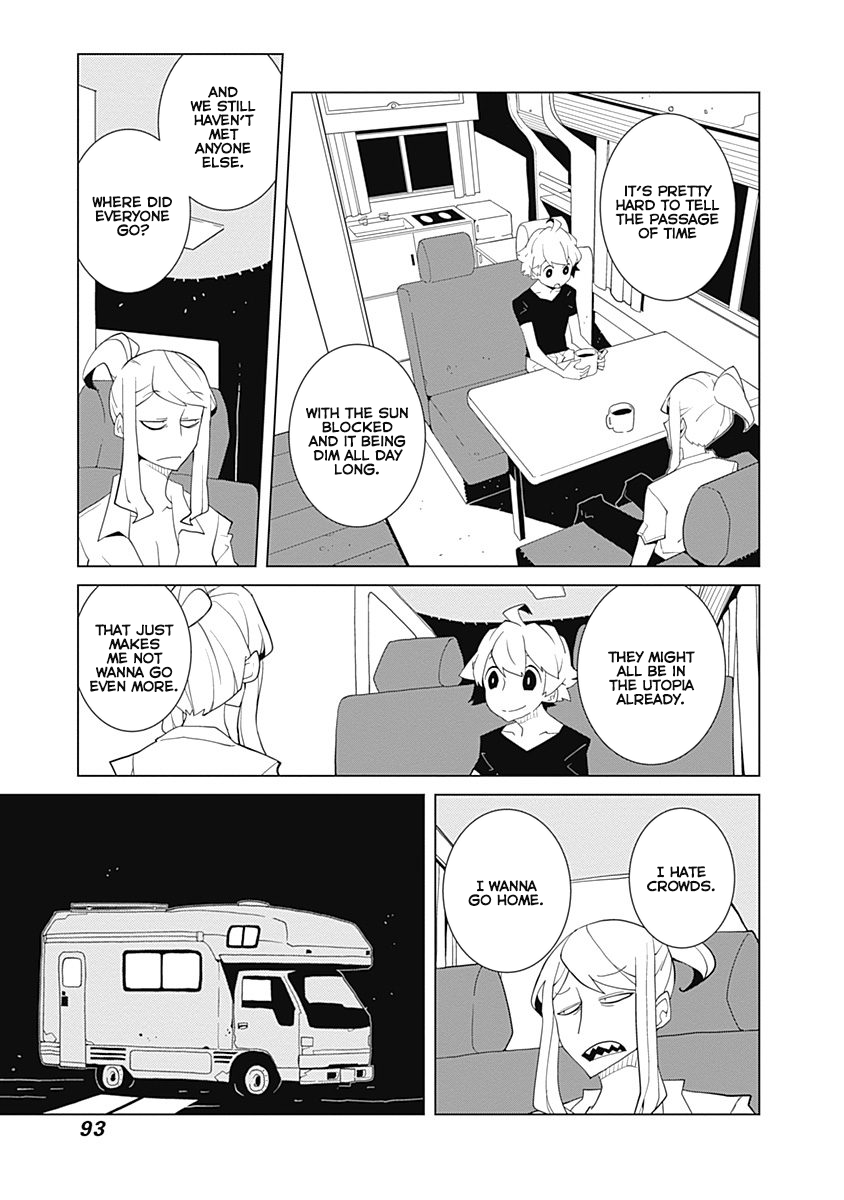 IT'S PRETTY
HARD TO TELL
THE PASSAGE
OF TIME
WITH THE SUN
BLOCKED
AND IT BEING
DIM ALL DAY
LONG.
AND
WE STILL
HAVEN'T
MET
ANYONE
ELSE.
WHERE DID
EVERYONE
GO?
THEY MIGHT
ALL BE IN
THE UTOPIA
ALREADY.
THAT JUST
MAKES
ME NOT
WANNA GO
EVEN MORE.
I HATE
CROWDS.
I WANNA
GO HOME.
93